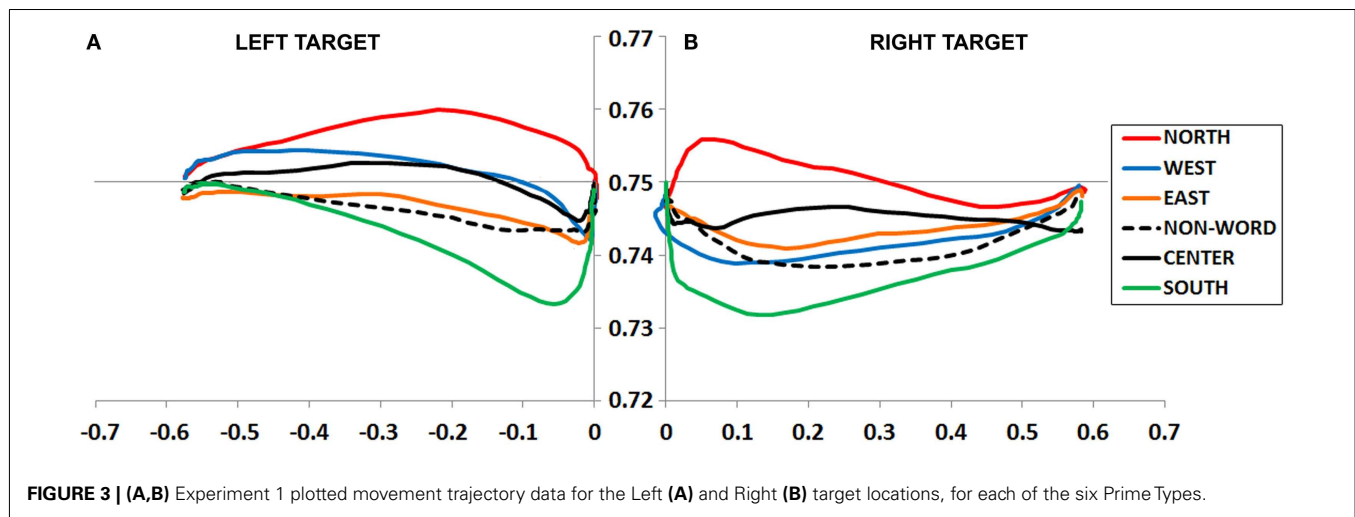 A LEFT TARGET
B RIGHT TARGET
0.77
0.76
0.75
0.74
0.73
0.72
-0.7 -0.6 -0.5 -0.4 -0.3 -0.2 -0.1 0
0 0.1 0.2 0.3 0.4 0.5 0.6 0.7
NORTH
WEST
EAST
NON-WORD
CENTER
SOUTH
FIGURE 3 | (A,B) Experiment 1 plotted movement trajectory data for the Left (A) and Right (B) target locations, for each of the six Prime Types.